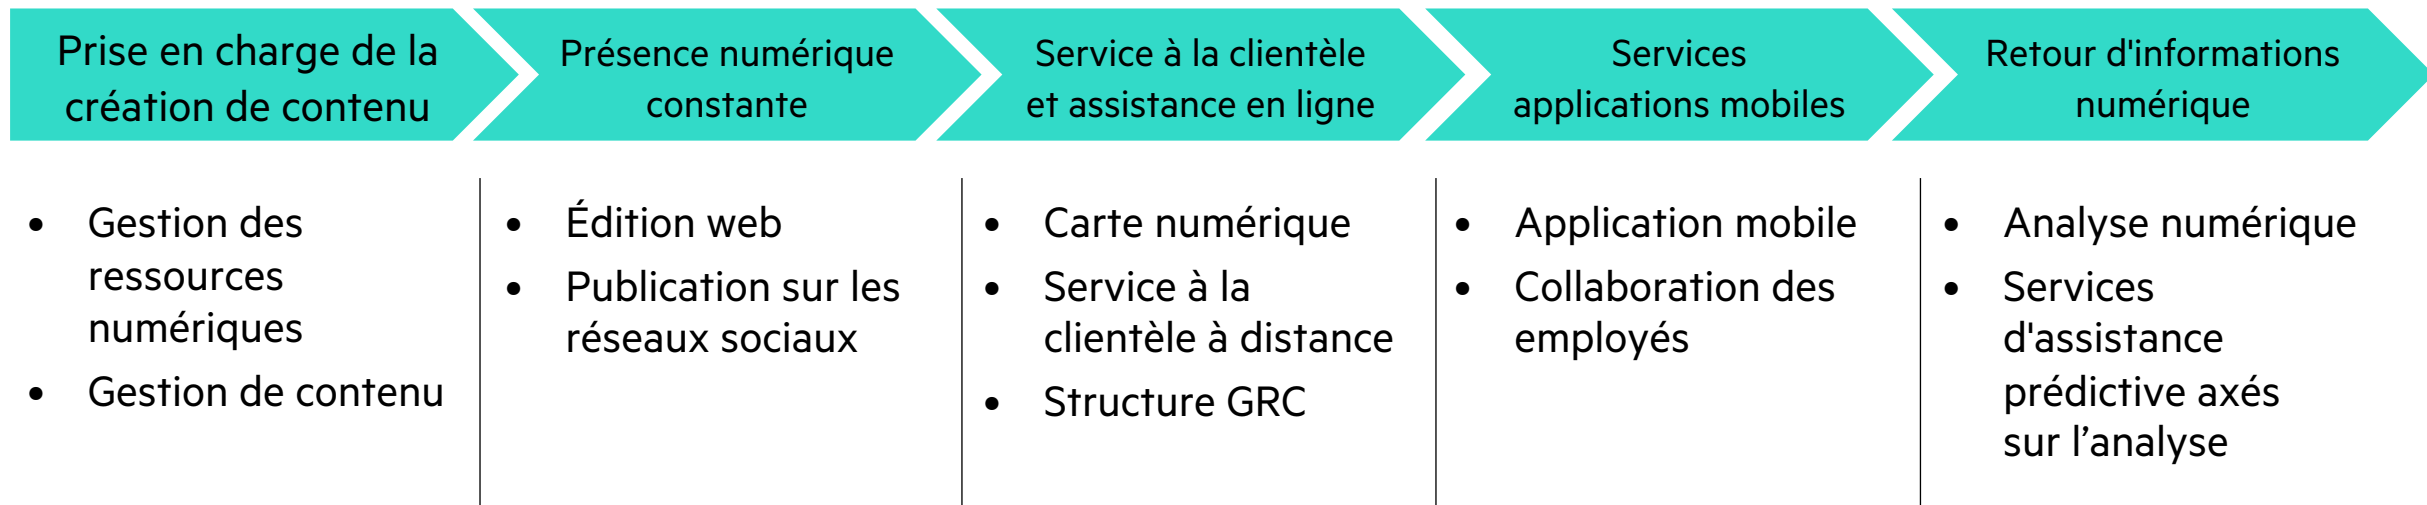 Prise en charge de la
création de contenu
Présence numérique
constante
Service à la clientèle
et assistance en ligne
Services
applications mobiles
Retour d'informations
numérique
• Gestion des
ressources
numériques
• Gestion de contenu
• Édition web
• Publication sur les
réseaux sociaux
• Carte numérique
• Service à la
clientèle à distance
• Structure GRC
• Application mobile
• Collaboration des
employés
• Analyse numérique
• Services
d'assistance
prédictive axés
sur l’analyse